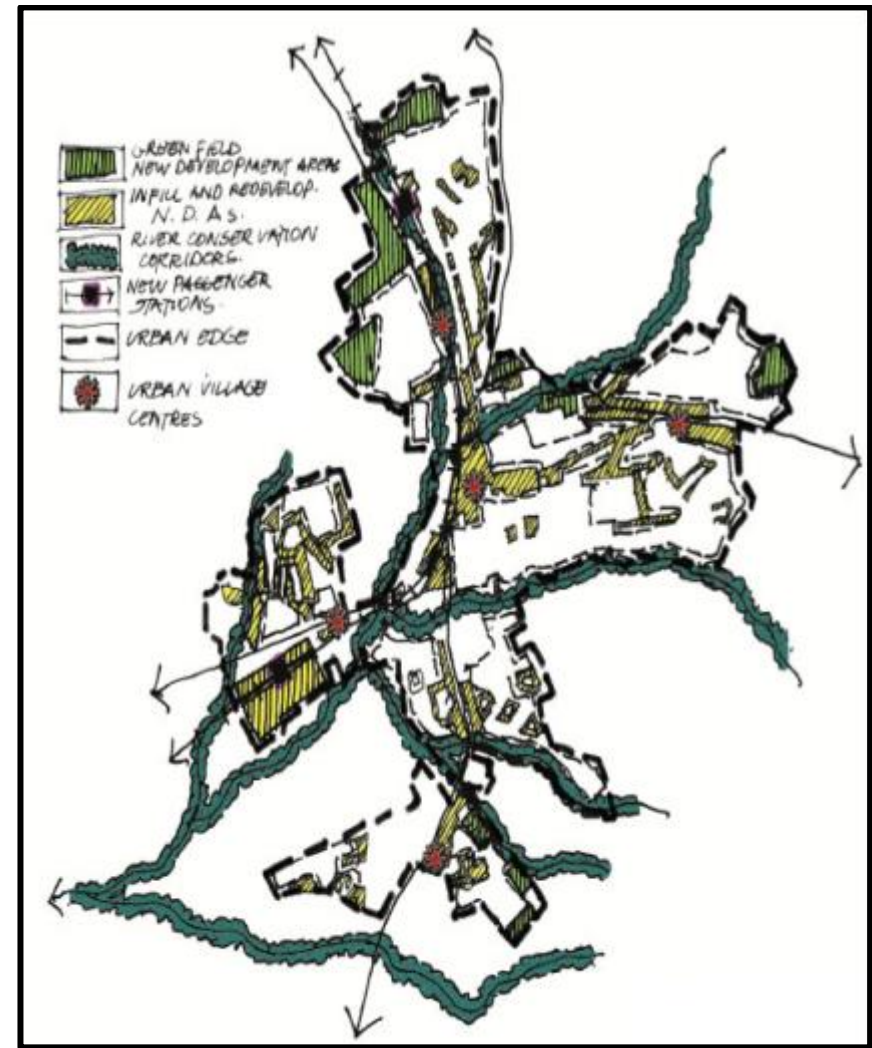 GREEN FIELD
NEW DEVELOPMENT AREAS
INFILL AND REDEVELOP.
N. D. A s.
RIVER CONSERVATION
CORRIDORS.
NEW PASSENGER
STATIONS.
URBAN EDGE
URBAN VILLAGE
CENTRES